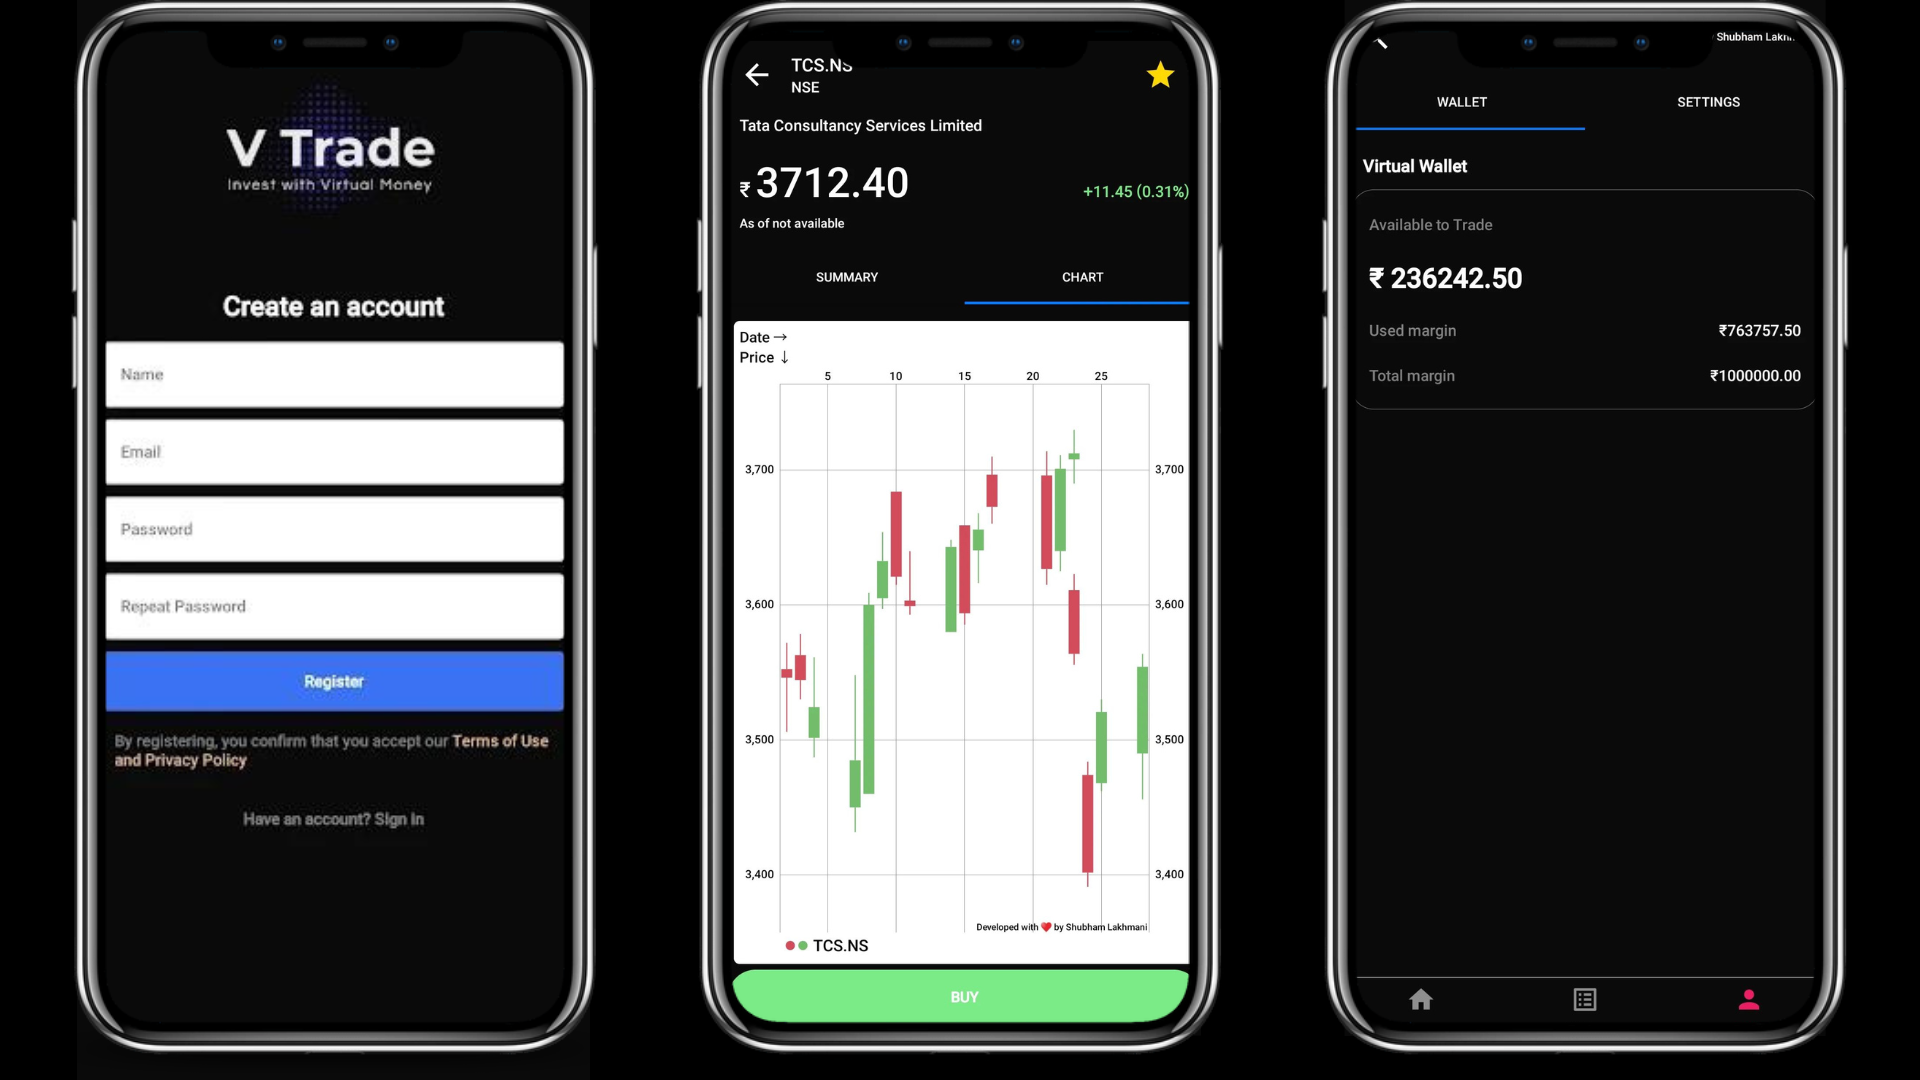 V Trade
Invest with Virtual Money
Create an account
Name
Email
Password
Repeat Password
Register
By registering, you confirm that you accept our Terms of Use
and Privacy Policy
Have an account? Sign in
TCS.NS
NSE
Tata Consultancy Services Limited
₹ 3712.40
+11.45 (0.31%)
As of not available
SUMMARY
CHART
Date →
Price ↓
5 10 15 20 25
3,700 3,700
3,600 3,600
3,500 3,500
3,400 3,400
Developed with ❤️ by Shubham Lakhmani
TCS.NS
BUY
Shubham
WALLET
SETTINGS
Virtual Wallet
Available to Trade
₹ 236242.50
Used margin ₹763757.50
Total margin ₹1000000.00